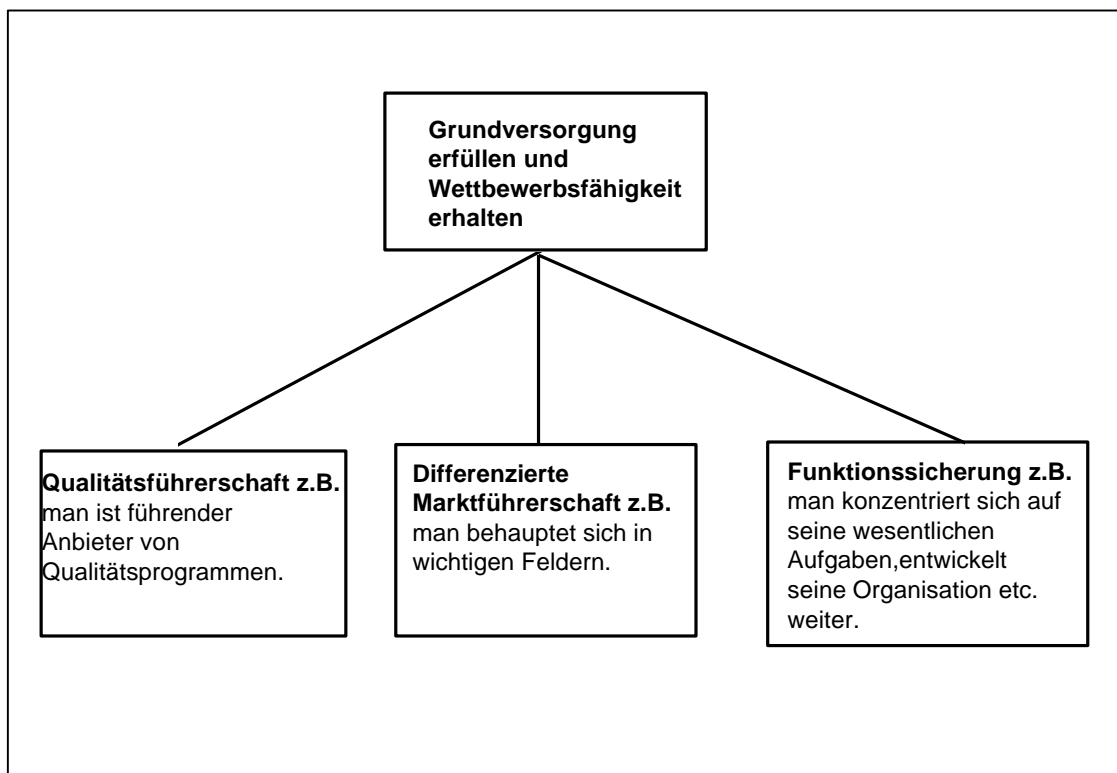 Grundversorgung
erfüllen und
Wettbewerbsfähigkeit
erhalten
Qualitätsführerschaft z.B.
man ist führender
Anbieter von
Qualitätsprogrammen.
Differenzierte
Marktführerschaft z.B.
man behauptet sich in
wichtigen Feldern.
Funktionssicherung z.B.
man konzentriert sich auf
seine wesentlichen
Aufgaben,entwickelt
seine Organisation etc.
weiter.